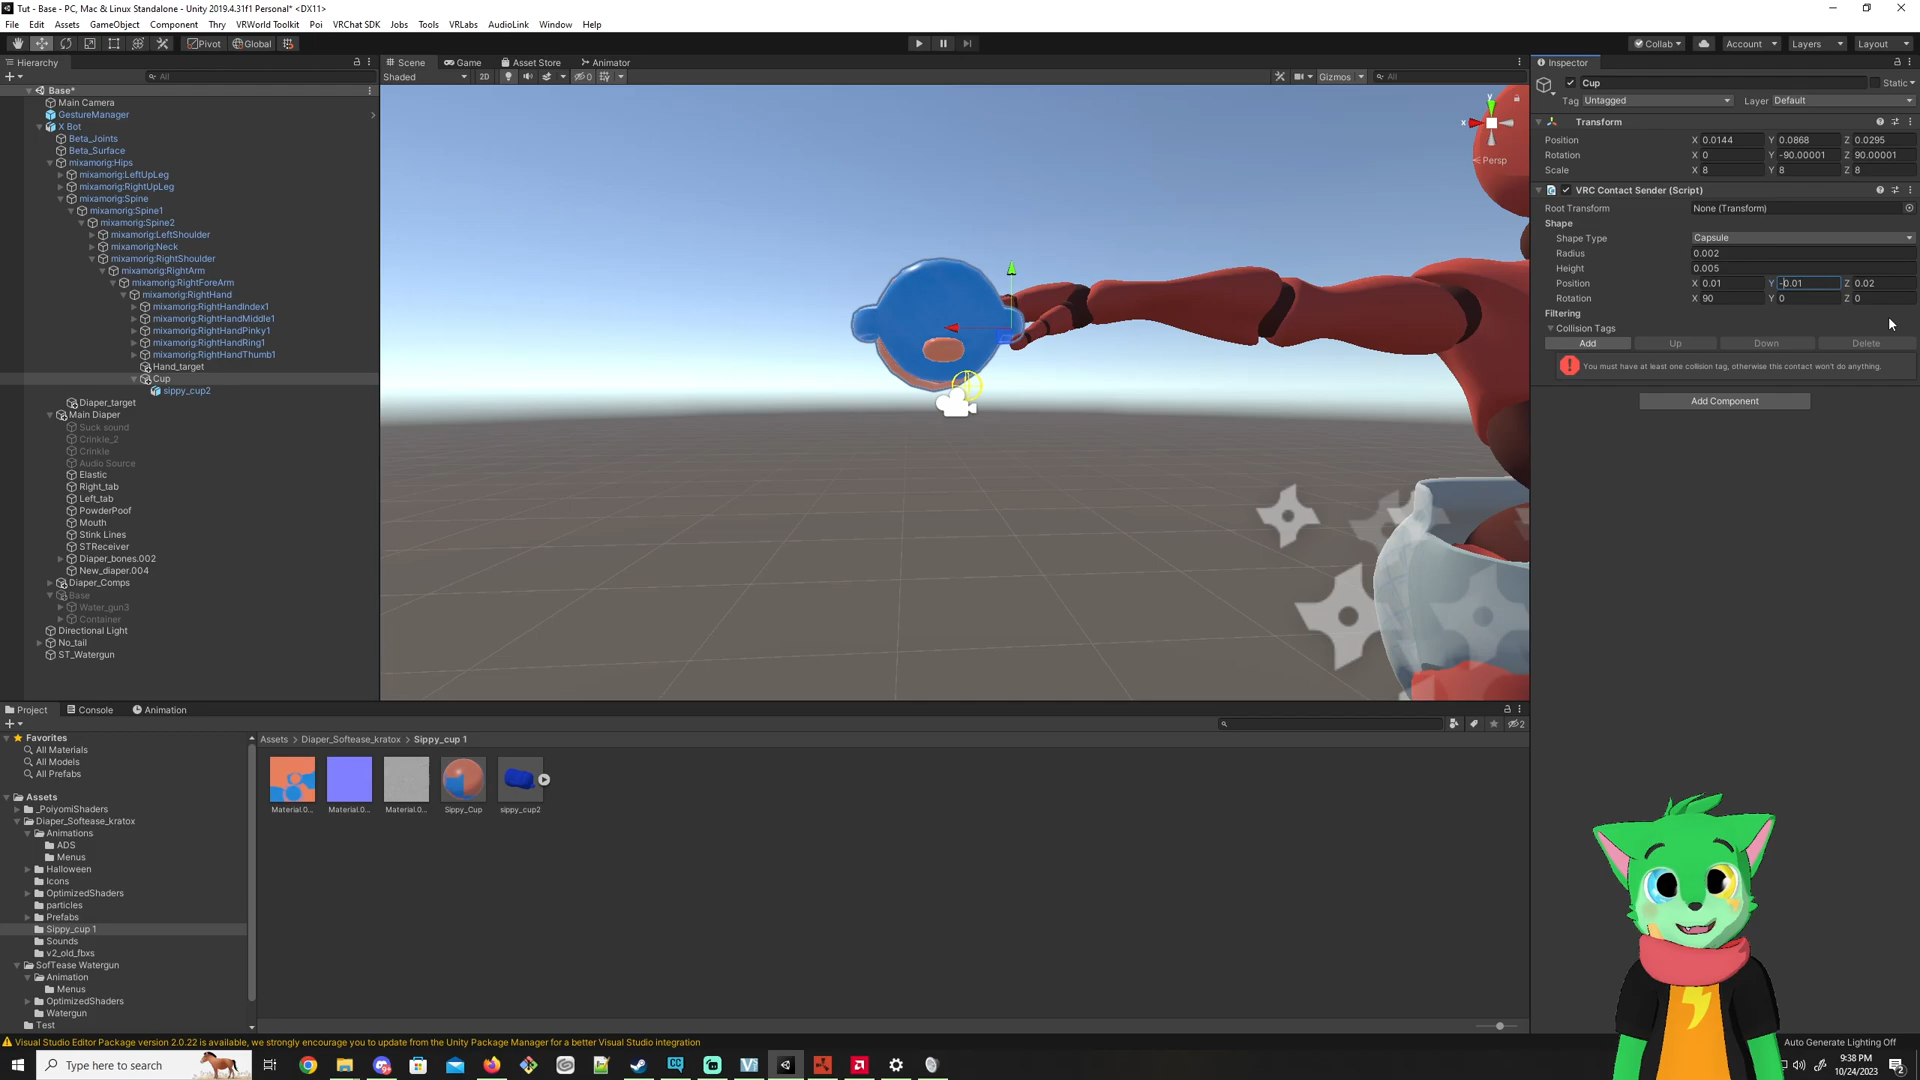 Tut - Base - PC, Mac & Linux Standalone - Unity 2019.4.31f1 Personal* <DX11>
File Edit Assets GameObject Component Thry VRWorld Toolkit Poi VRChat SDK Jobs Tools VRLabs AudioLink Window Help
Pivot Global Collab Account Layers Layout
Hierarchy Scene Game Asset Store Animator Inspector
All Shaded 2D 0 Gizmos All Cup Static
Base*
Main Camera
GestureManager
X Bot
Beta_Joints
Beta_Surface
mixamorig:Hips
mixamorig:LeftUpLeg
mixamorig:RightUpLeg
mixamorig:Spine
mixamorig:Spine1
mixamorig:Spine2
mixamorig:LeftShoulder
mixamorig:Neck
mixamorig:RightShoulder
mixamorig:RightArm
mixamorig:RightForeArm
mixamorig:RightHand
mixamorig:RightHandIndex1
mixamorig:RightHandMiddle1
mixamorig:RightHandPinky1
mixamorig:RightHandRing1
mixamorig:RightHandThumb1
Hand_target
Cup
sippy_cup2
Diaper_target
Main Diaper
Suck sound
Crinkle_2
Crinkle
Audio Source
Elastic
Right_tab
Left_tab
PowderPoof
Mouth
Stink Lines
STReceiver
Diaper_bones.002
New_diaper.004
Diaper_Comps
Base
Water_gun3
Container
Directional Light
No_tail
ST_Watergun
y
x
Persp
Tag Untagged Layer Default
Transform
Position X 0.0144 Y 0.0868 Z 0.0295
Rotation X 0 Y -90.00001 Z 90.00001
Scale X 8 Y 8 Z 8
VRC Contact Sender (Script)
Root Transform None (Transform)
Shape
Shape Type Capsule
Radius 0.002
Height 0.005
Position X 0.01 Y -0.01 Z 0.02
Rotation X 90 Y 0 Z 0
Filtering
Collision Tags
Add Up Down Delete
You must have at least one collision tag, otherwise this contact won't do anything.
Add Component
Project Console Animation
2
Favorites
All Materials
All Models
All Prefabs
Assets
_PoiyomiShaders
Diaper_Softease_kratox
Animations
ADS
Menus
Halloween
Icons
OptimizedShaders
particles
Prefabs
Sippy_cup 1
Sounds
v2_old_fbxs
SofTease Watergun
Animation
Menus
OptimizedShaders
Watergun
Test
Assets > Diaper_Softease_kratox > Sippy_cup 1
Material.0... Material.0... Material.0... Sippy_Cup sippy_cup2
Visual Studio Editor Package version 2.0.22 is available, we strongly encourage you to update from the Unity Package Manager for a better Visual Studio integration
Auto Generate Lighting Off
Type here to search
9:38 PM
10/24/2023
2